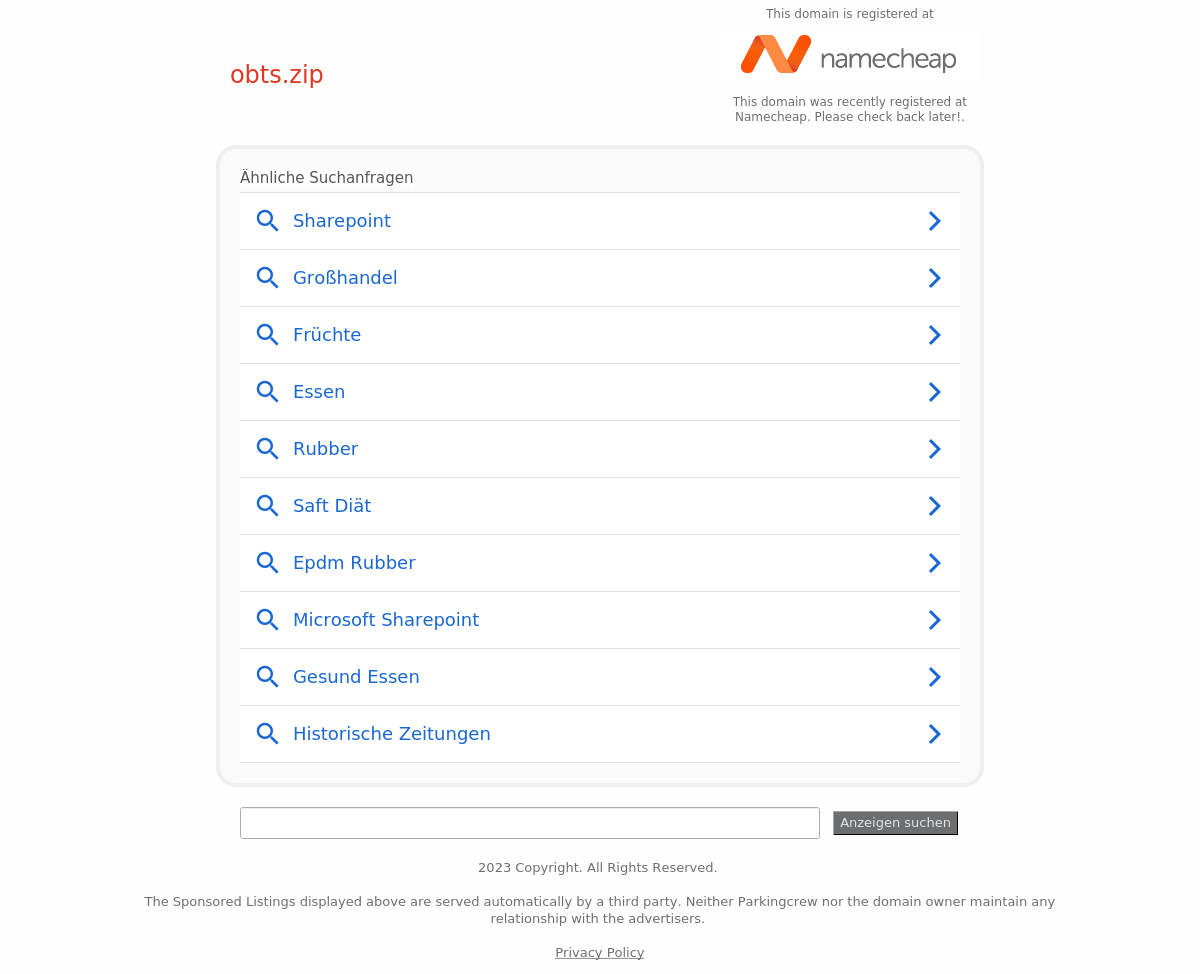 This domain is registered at
namecheap
obts.zip
This domain was recently registered at
Namecheap. Please check back later!.
Ähnliche Suchanfragen
Sharepoint
Großhandel
Früchte
Essen
Rubber
Saft Diät
Epdm Rubber
Microsoft Sharepoint
Gesund Essen
Historische Zeitungen
Anzeigen suchen
2023 Copyright. All Rights Reserved.
The Sponsored Listings displayed above are served automatically by a third party. Neither Parkingcrew nor the domain owner maintain any
relationship with the advertisers.
Privacy Policy